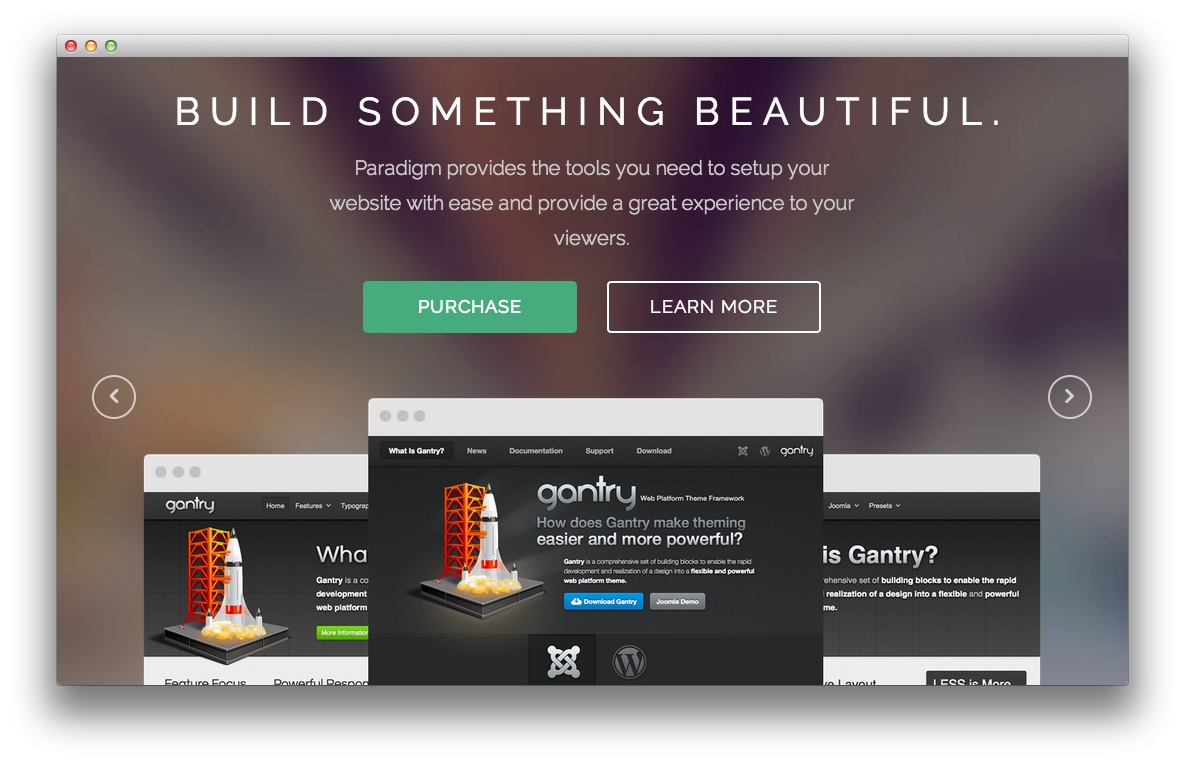 BUILD SOMETHING BEAUTIFUL.
Paradigm provides the tools you need to setup your
website with ease and provide a great experience to your
viewers.
PURCHASE
LEARN MORE
What Is Gantry?
News
Documentation
Support
Download
gantry
gantry
Web Platform Theme Framework
How does Gantry make theming
easier and more powerful?
Gantry is a comprehensive set of building blocks to enable the rapid
development and realization of a design into a flexible and powerful
web platform theme.
Download Gantry
Joomla Demo
gantry
Home
Features
Typograp
Wha
Gantry is a co
development
web platform
More Information
Feature Focus
Powerful Respon
Joomla
Presets
is Gantry?
rehensive set of building blocks to enable the rapid
realization of a design into a flexible and powerful
me.
ve Layout
LESS is More